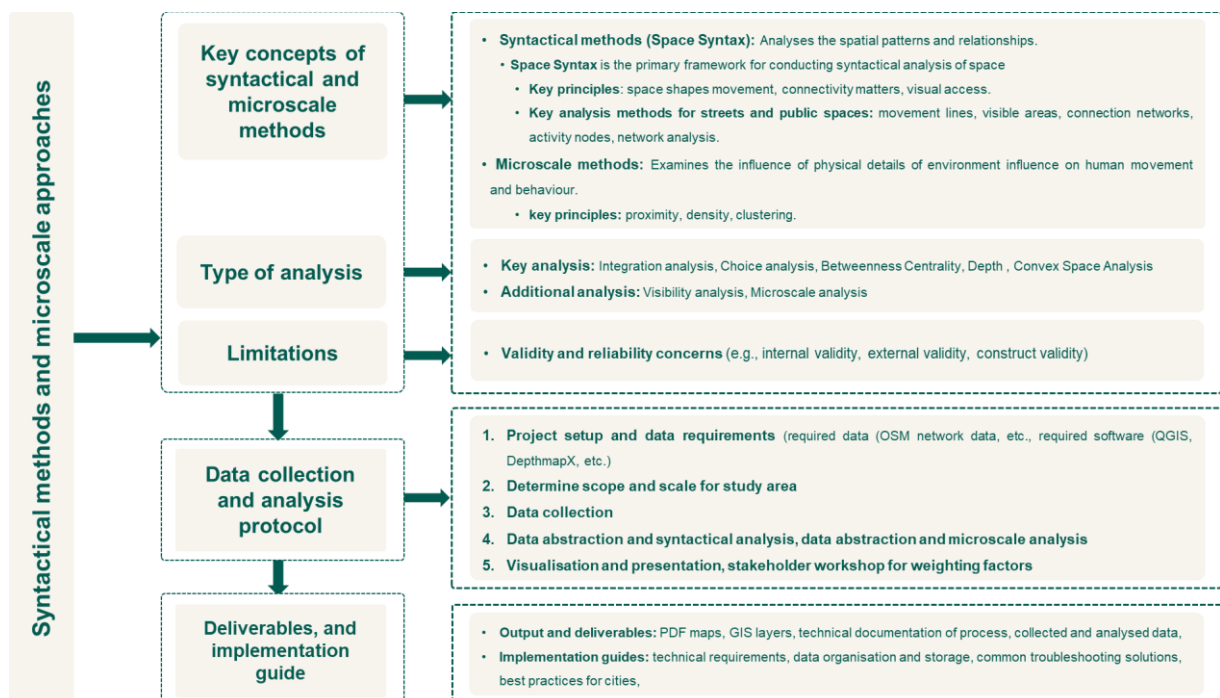 Syntactical methods and microscale approaches
Key concepts of
syntactical and
microscale
methods
• Syntactical methods (Space Syntax): Analyses the spatial patterns and relationships.
• Space Syntax is the primary framework for conducting syntactical analysis of space
• Key principles: space shapes movement, connectivity matters, visual access.
• Key analysis methods for streets and public spaces: movement lines, visible areas, connection networks,
activity nodes, network analysis.
• Microscale methods: Examines the influence of physical details of environment influence on human movement
and behaviour.
• key principles: proximity, density, clustering.
Type of analysis
• Key analysis: Integration analysis, Choice analysis, Betweenness Centrality, Depth , Convex Space Analysis
• Additional analysis: Visibility analysis, Microscale analysis
Limitations
• Validity and reliability concerns (e.g., internal validity, external validity, construct validity)
Data collection
and analysis
protocol
1. Project setup and data requirements (required data (OSM network data, etc., required software (QGIS,
DepthmapX, etc.)
2. Determine scope and scale for study area
3. Data collection
4. Data abstraction and syntactical analysis, data abstraction and microscale analysis
5. Visualisation and presentation, stakeholder workshop for weighting factors
Deliverables, and
implementation
guide
• Output and deliverables: PDF maps, GIS layers, technical documentation of process, collected and analysed data,
• Implementation guides: technical requirements, data organisation and storage, common troubleshooting solutions,
best practices for cities,